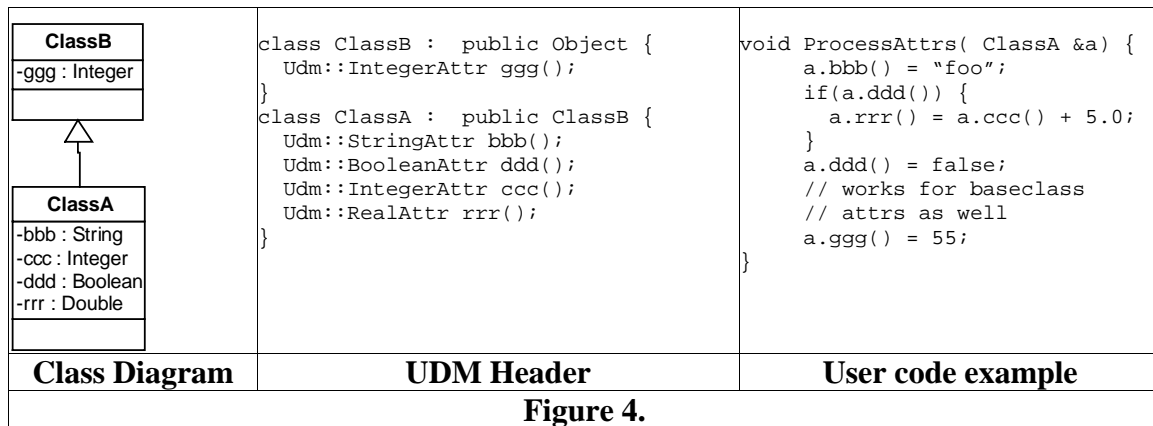 ClassB
-ggg : Integer
ClassA
-bbb : String
-ccc : Integer
-ddd : Boolean
-rrr : Double
class ClassB :  public Object {
  Udm::IntegerAttr ggg();
}
class ClassA :  public ClassB {
  Udm::StringAttr bbb();
  Udm::BooleanAttr ddd();
  Udm::IntegerAttr ccc();
  Udm::RealAttr rrr();
}
void ProcessAttrs( ClassA &a) {
     a.bbb() = “foo”;
     if(a.ddd()) {
       a.rrr() = a.ccc() + 5.0;
     }
     a.ddd() = false;
     // works for baseclass
     // attrs as well
     a.ggg() = 55;
}
Class Diagram
UDM Header
User code example
Figure 4.